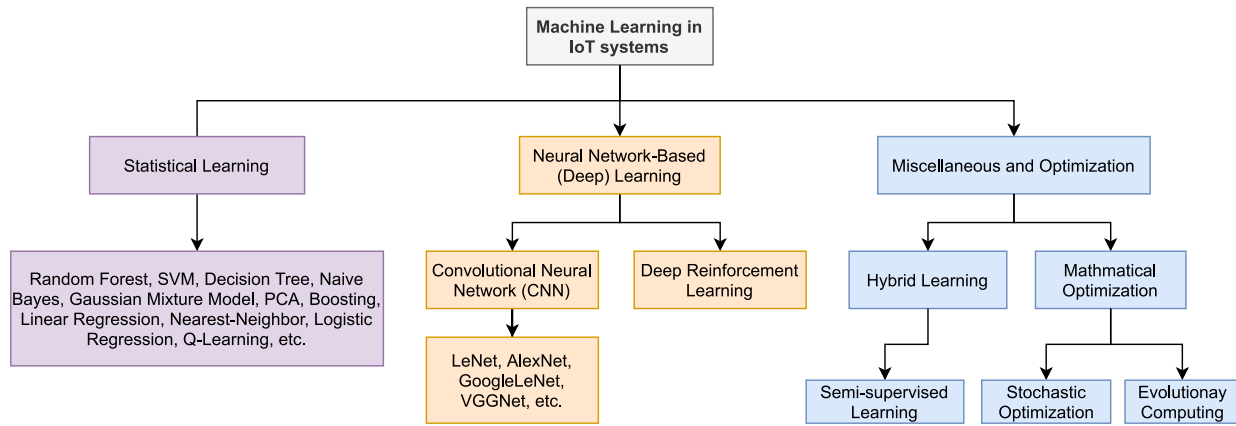 Machine Learning in
IoT systems
Statistical Learning
Neural Network-Based
(Deep) Learning
Miscellaneous and Optimization
Random Forest, SVM, Decision Tree, Naive
Bayes, Gaussian Mixture Model, PCA, Boosting,
Linear Regression, Nearest-Neighbor, Logistic
Regression, Q-Learning, etc.
Convolutional Neural
Network (CNN)
Deep Reinforcement
Learning
Hybrid Learning
Mathmatical
Optimization
LeNet, AlexNet,
GoogleLeNet,
VGGNet, etc.
Semi-supervised
Learning
Stochastic
Optimization
Evolutionay
Computing